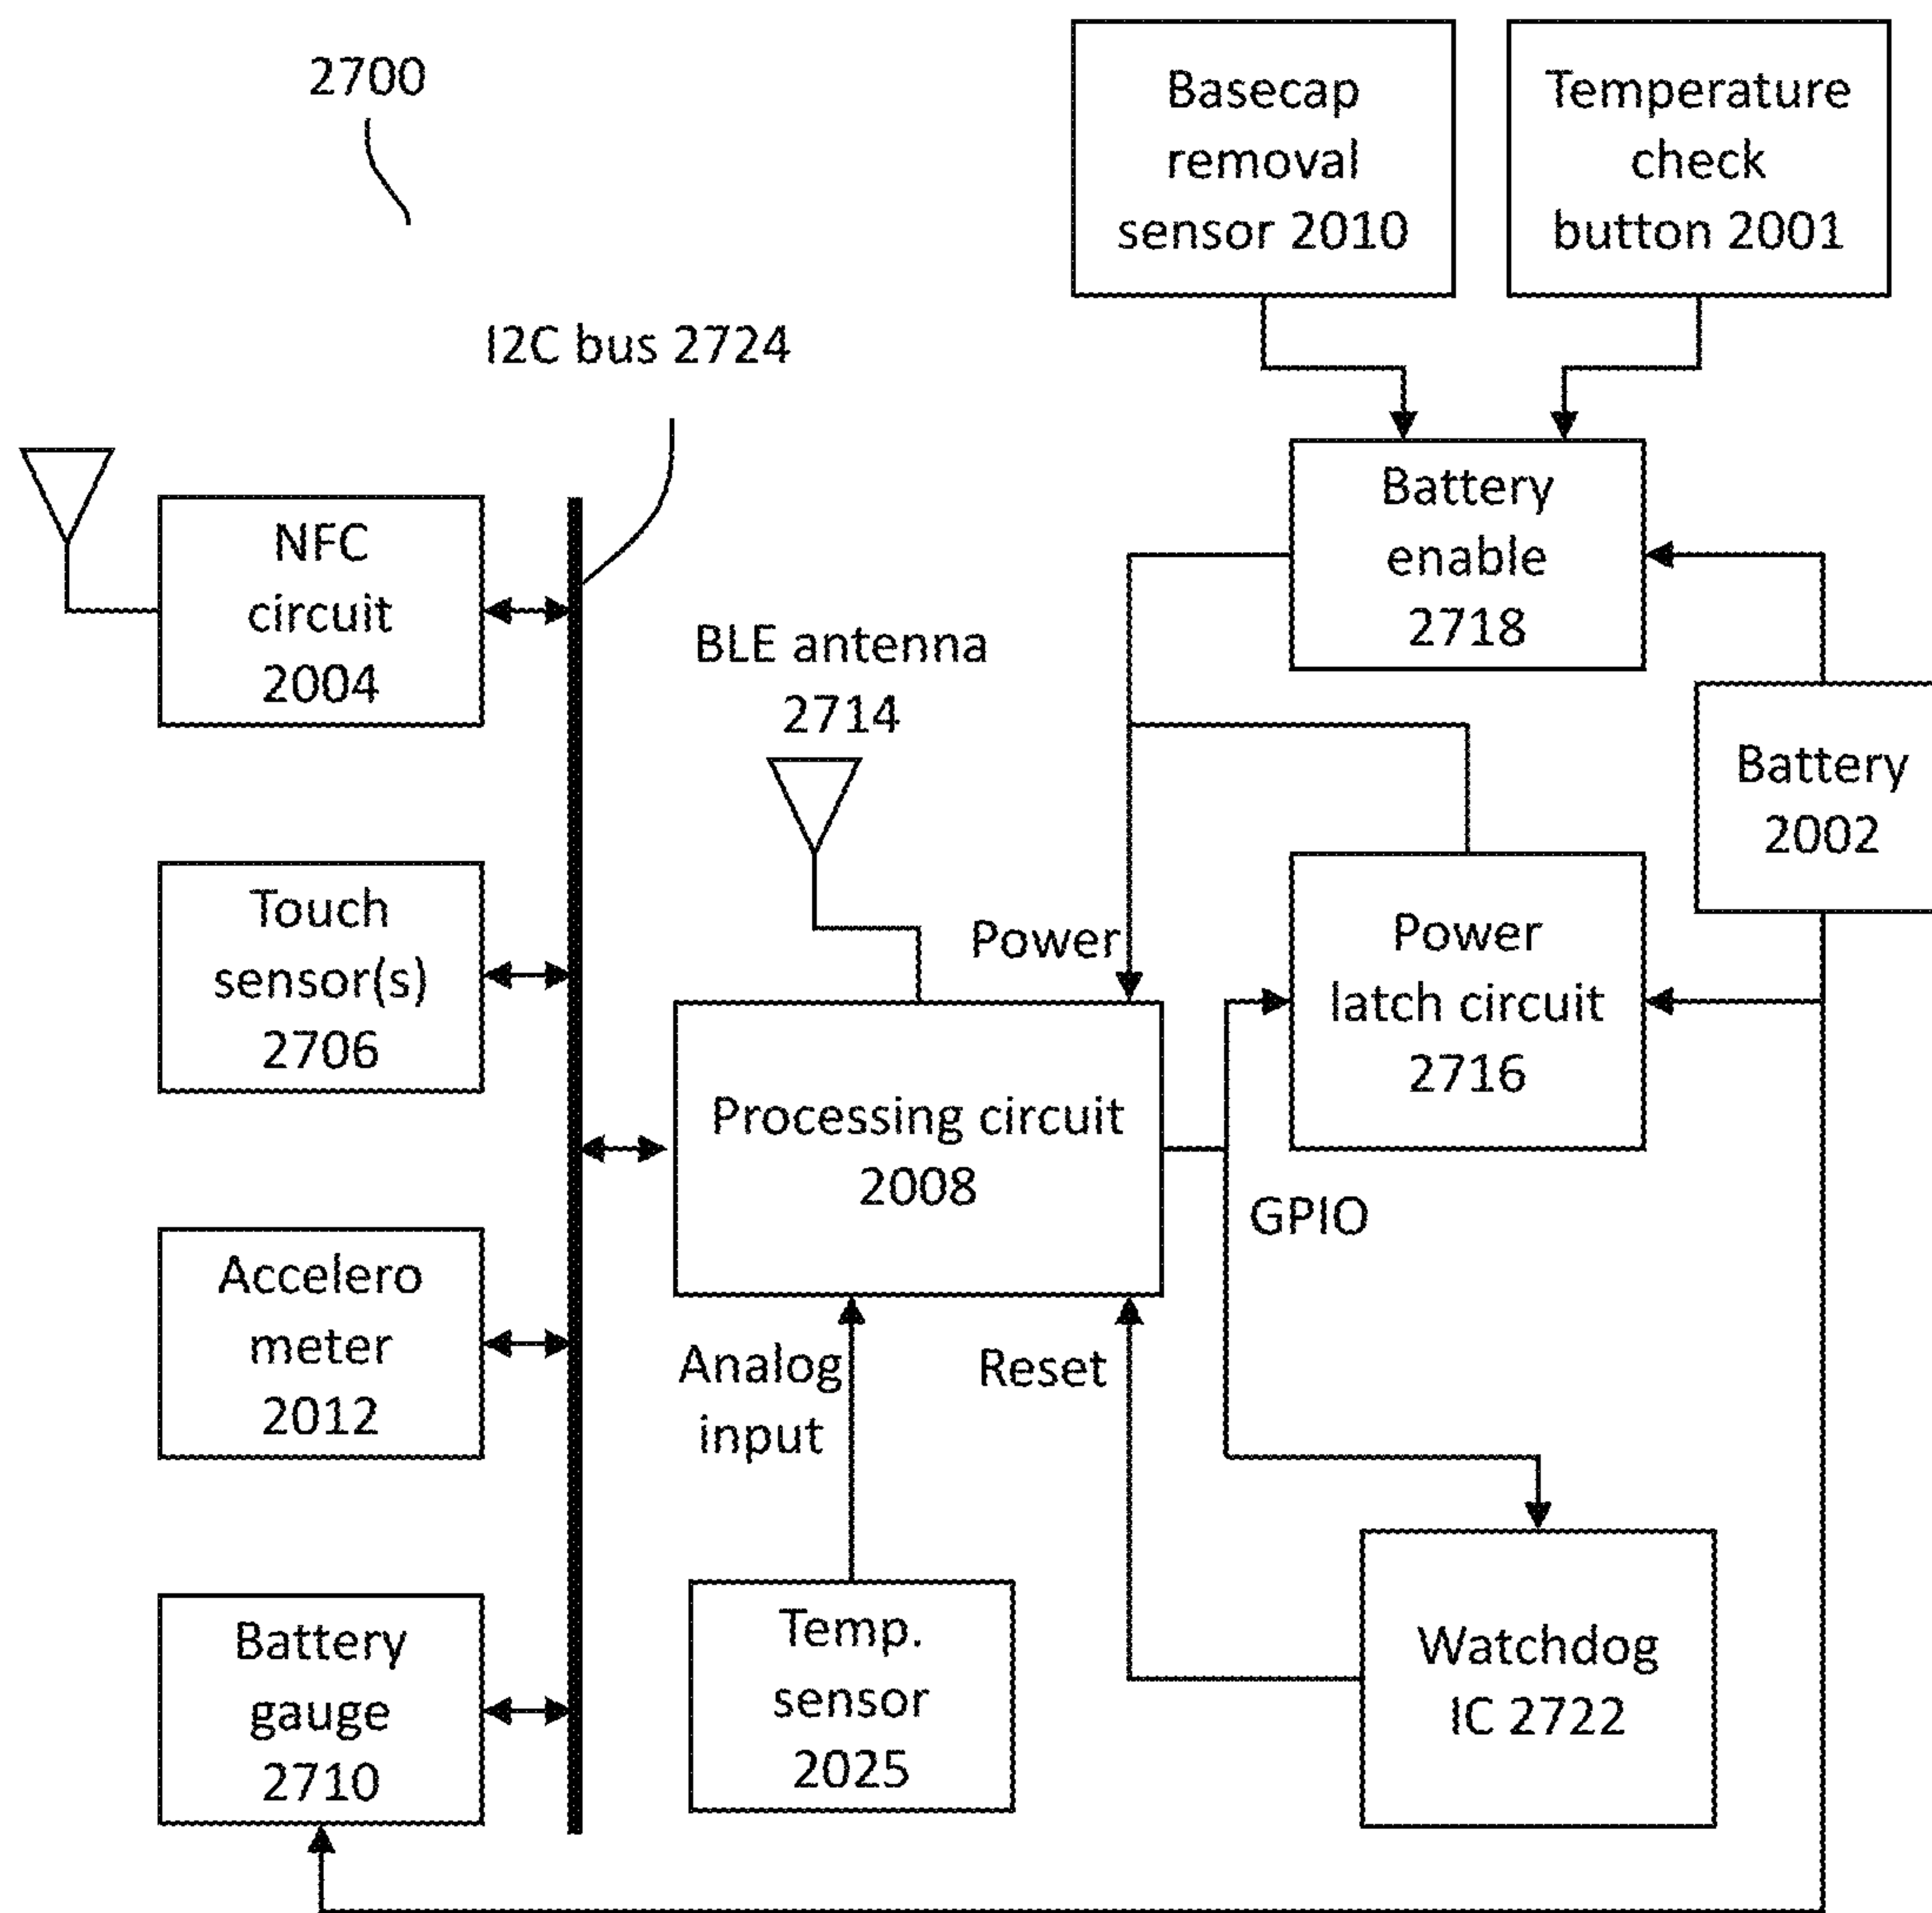 2700
Basecap
removal
sensor 2010
Temperature
check
button 2001
I2C bus 2724
NFC
circuit
2004
BLE antenna
2714
Battery
enable
2718
Battery
2002
Touch
sensor(s)
2706
Power
Power
latch circuit
2716
Processing circuit
2008
GPIO
Accelero
meter
2012
Analog
input
Reset
Battery
gauge
2710
Temp.
sensor
2025
Watchdog
IC 2722